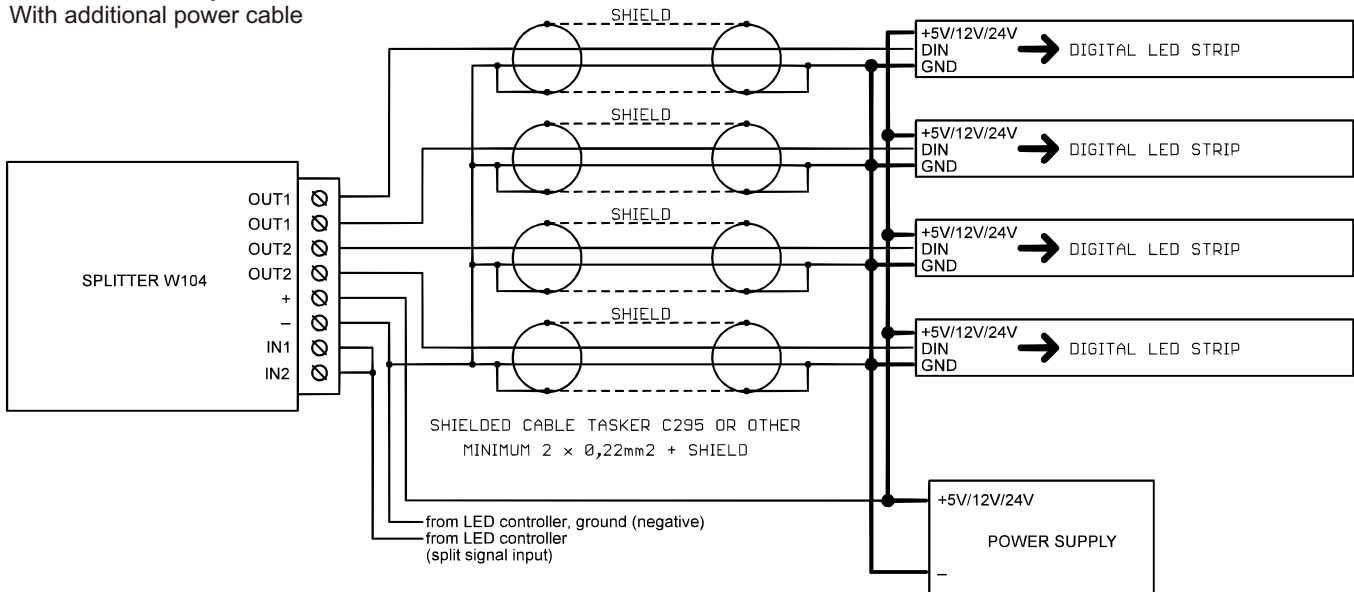 With additional power cable
SHIELD
+5V/12V/24V
DIN
GND
DIGITAL LED STRIP
SHIELD
+5V/12V/24V
DIN
GND
DIGITAL LED STRIP
SHIELD
+5V/12V/24V
DIN
GND
DIGITAL LED STRIP
SHIELD
+5V/12V/24V
DIN
GND
DIGITAL LED STRIP
SPLITTER W104
OUT1
OUT1
OUT2
OUT2
+
–
IN1
IN2
SHIELDED CABLE TASKER C295 OR OTHER
MINIMUM 2 x 0,22mm2 + SHIELD
from LED controller, ground (negative)
from LED controller
(split signal input)
+5V/12V/24V
POWER SUPPLY
–